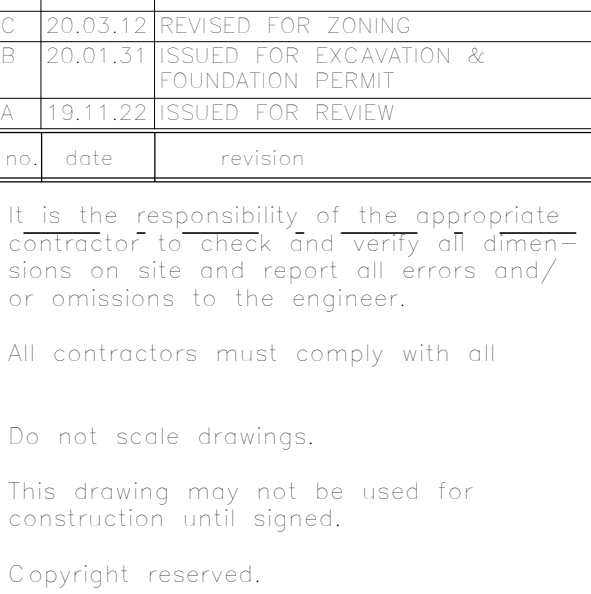 C 20.03.12 REVISED FOR ZONING
B 20.01.31 ISSUED FOR EXCAVATION &
FOUNDATION PERMIT
A 19.11.22 ISSUED FOR REVIEW
no. date revision
It is the responsibility of the appropriate
contractor to check and verify all dimen-
sions on site and report all errors and/
or omissions to the engineer.
All contractors must comply with all
Do not scale drawings.
This drawing may not be used for
construction until signed.
Copyright reserved.